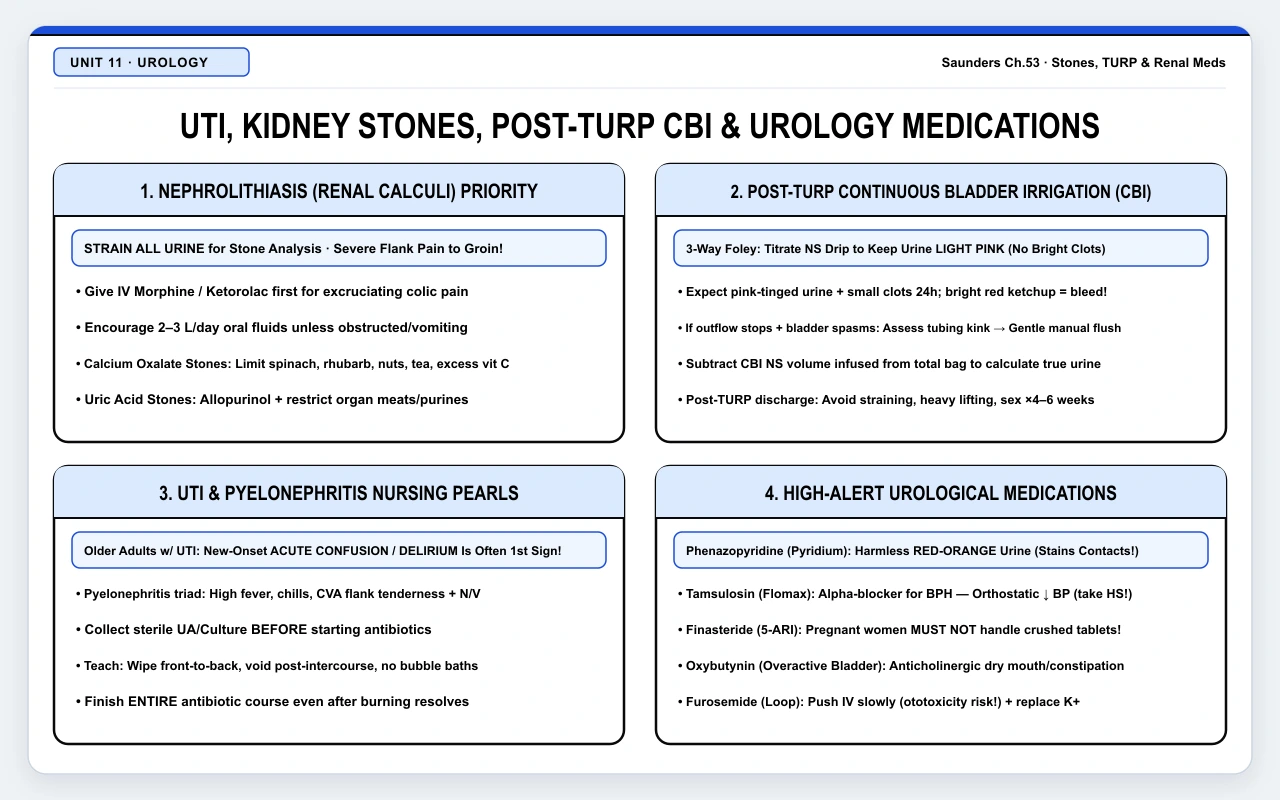 UNIT 11 · UROLOGY
Saunders Ch.53 · Stones, TURP & Renal Meds
UTI, KIDNEY STONES, POST-TURP CBI & UROLOGY MEDICATIONS
1. NEPHROLITHIASIS (RENAL CALCULI) PRIORITY
STRAIN ALL URINE for Stone Analysis · Severe Flank Pain to Groin!
• Give IV Morphine / Ketorolac first for excruciating colic pain
• Encourage 2–3 L/day oral fluids unless obstructed/vomiting
• Calcium Oxalate Stones: Limit spinach, rhubarb, nuts, tea, excess vit C
• Uric Acid Stones: Allopurinol + restrict organ meats/purines
2. POST-TURP CONTINUOUS BLADDER IRRIGATION (CBI)
3-Way Foley: Titrate NS Drip to Keep Urine LIGHT PINK (No Bright Clots)
• Expect pink-tinged urine + small clots 24h; bright red ketchup = bleed!
• If outflow stops + bladder spasms: Assess tubing kink → Gentle manual flush
• Subtract CBI NS volume infused from total bag to calculate true urine
• Post-TURP discharge: Avoid straining, heavy lifting, sex ×4–6 weeks
3. UTI & PYELONEPHRITIS NURSING PEARLS
Older Adults w/ UTI: New-Onset ACUTE CONFUSION / DELIRIUM Is Often 1st Sign!
• Pyelonephritis triad: High fever, chills, CVA flank tenderness + N/V
• Collect sterile UA/Culture BEFORE starting antibiotics
• Teach: Wipe front-to-back, void post-intercourse, no bubble baths
• Finish ENTIRE antibiotic course even after burning resolves
4. HIGH-ALERT UROLOGICAL MEDICATIONS
Phenazopyridine (Pyridium): Harmless RED-ORANGE Urine (Stains Contacts!)
• Tamsulosin (Flomax): Alpha-blocker for BPH — Orthostatic ↓ BP (take HS!)
• Finasteride (5-ARI): Pregnant women MUST NOT handle crushed tablets!
• Oxybutynin (Overactive Bladder): Anticholinergic dry mouth/constipation
• Furosemide (Loop): Push IV slowly (ototoxicity risk!) + replace K+